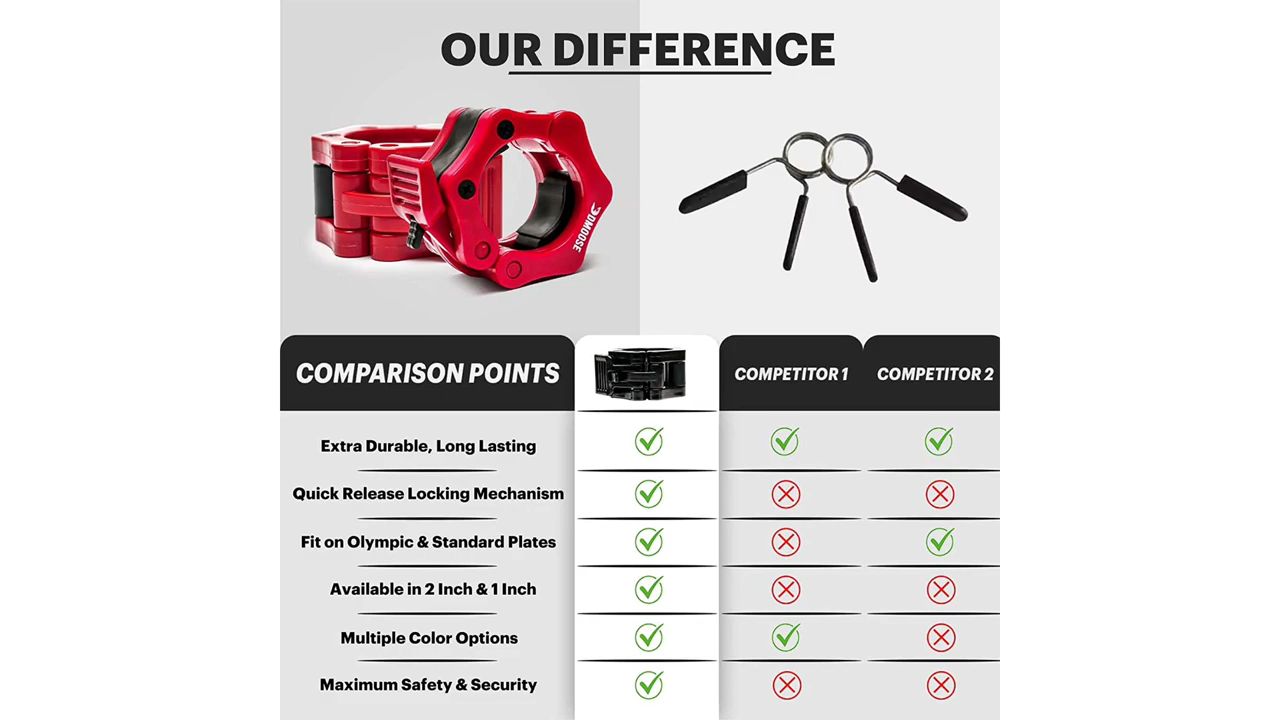 OUR DIFFERENCE
3DMOOSE
COMPARISON POINTS
COMPETITOR 1
COMPETITOR 2
Extra Durable, Long Lasting
Quick Release Locking Mechanism
Fit on Olympic & Standard Plates
Available in 2 Inch & 1 Inch
Multiple Color Options
Maximum Safety & Security